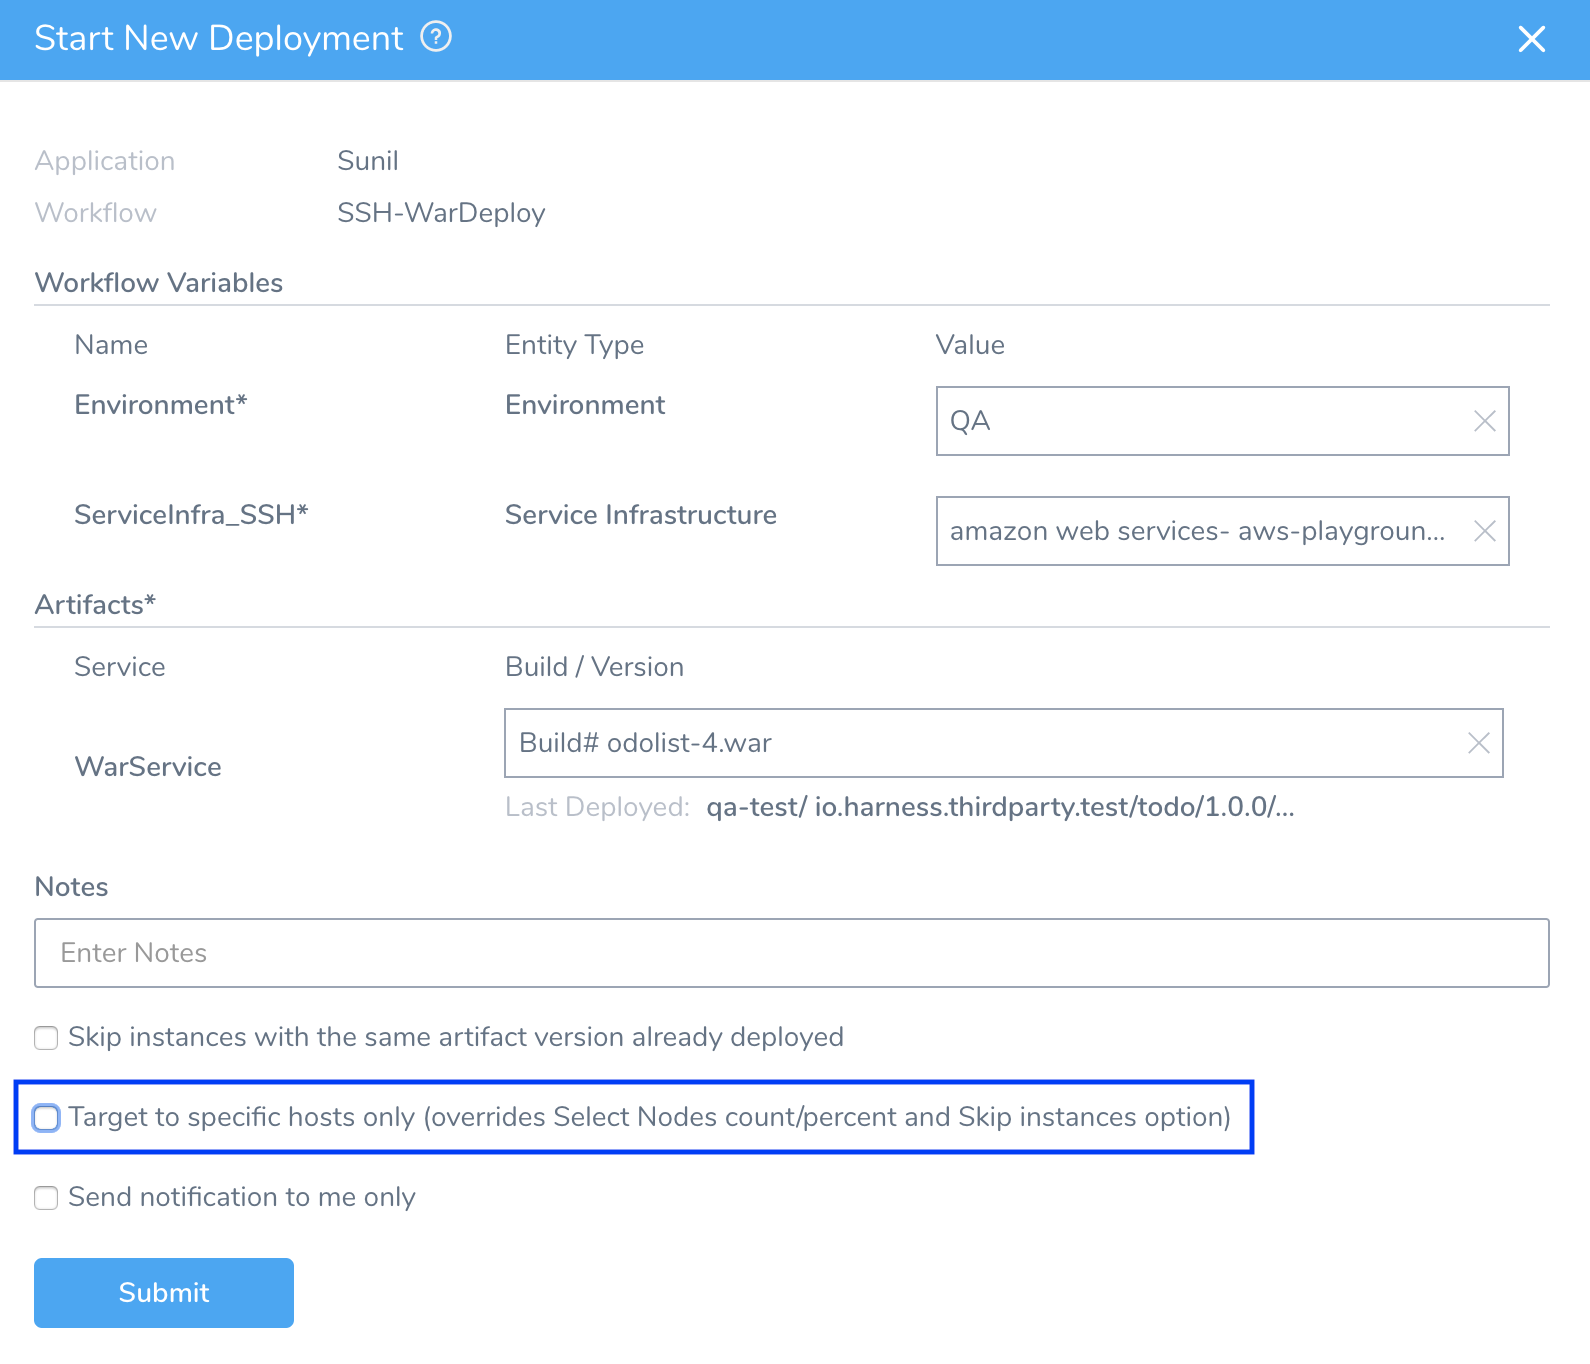 Start New Deployment ?
Application Sunil
Workflow SSH-WarDeploy
Workflow Variables
Name Entity Type Value
Environment* Environment QA
ServiceInfra_SSH* Service Infrastructure amazon web services- aws-playgroun...
Artifacts*
Service Build / Version
Build# odolist-4.war
WarService
Last Deployed: qa-test/ io.harness.thirdparty.test/todo/1.0.0/...
Notes
Enter Notes
Skip instances with the same artifact version already deployed
Target to specific hosts only (overrides Select Nodes count/percent and Skip instances option)
Send notification to me only
Submit